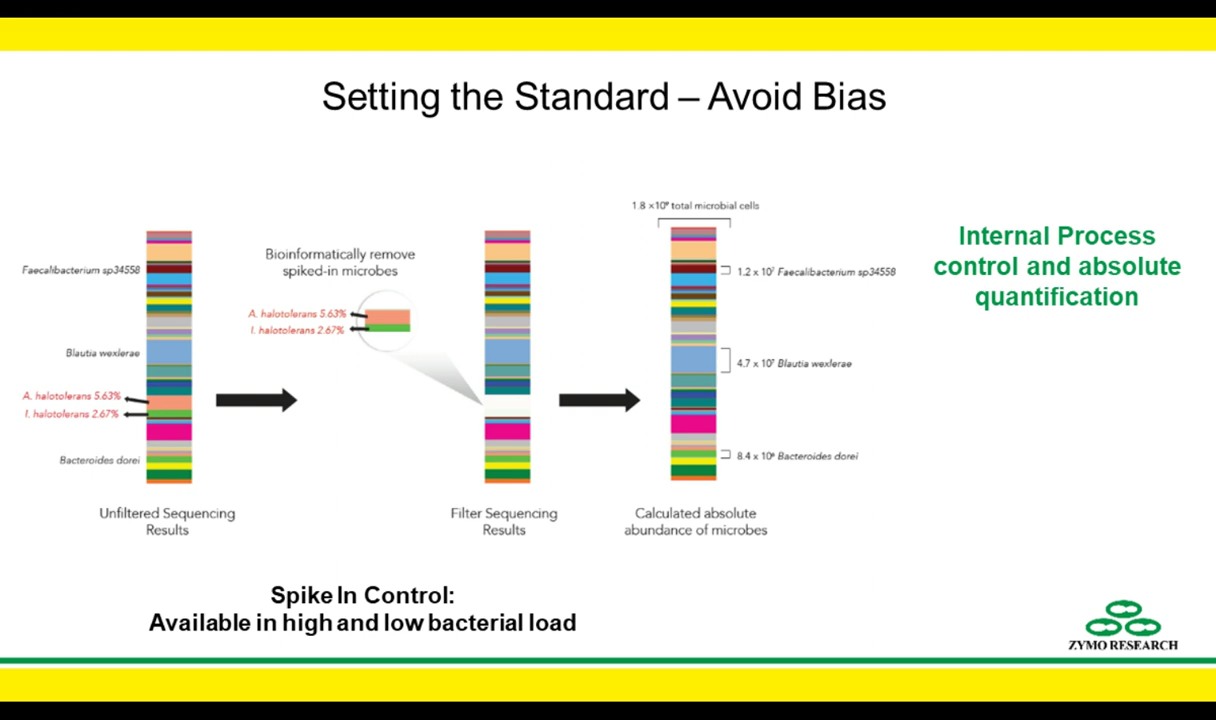 Setting the Standard – Avoid Bias
1.8 ×10⁹ total microbial cells
Internal Process
control and absolute
quantification
Bioinformatically remove
spiked-in microbes
Faecalibacterium sp34558
1.2 x 10⁷ Faecalibacterium sp34558
A. halotolerans 5.63%
I. halotolerans 2.67%
Blautia wexlerae
4.7 x 10⁷ Blautia wexlerae
A. halotolerans 5.63%
I. halotolerans 2.67%
Bacteroides dorei
8.4 x 10⁶ Bacteroides dorei
Unfiltered Sequencing
Results
Filter Sequencing
Results
Calculated absolute
abundance of microbes
Spike In Control:
Available in high and low bacterial load
ZYMO RESEARCH